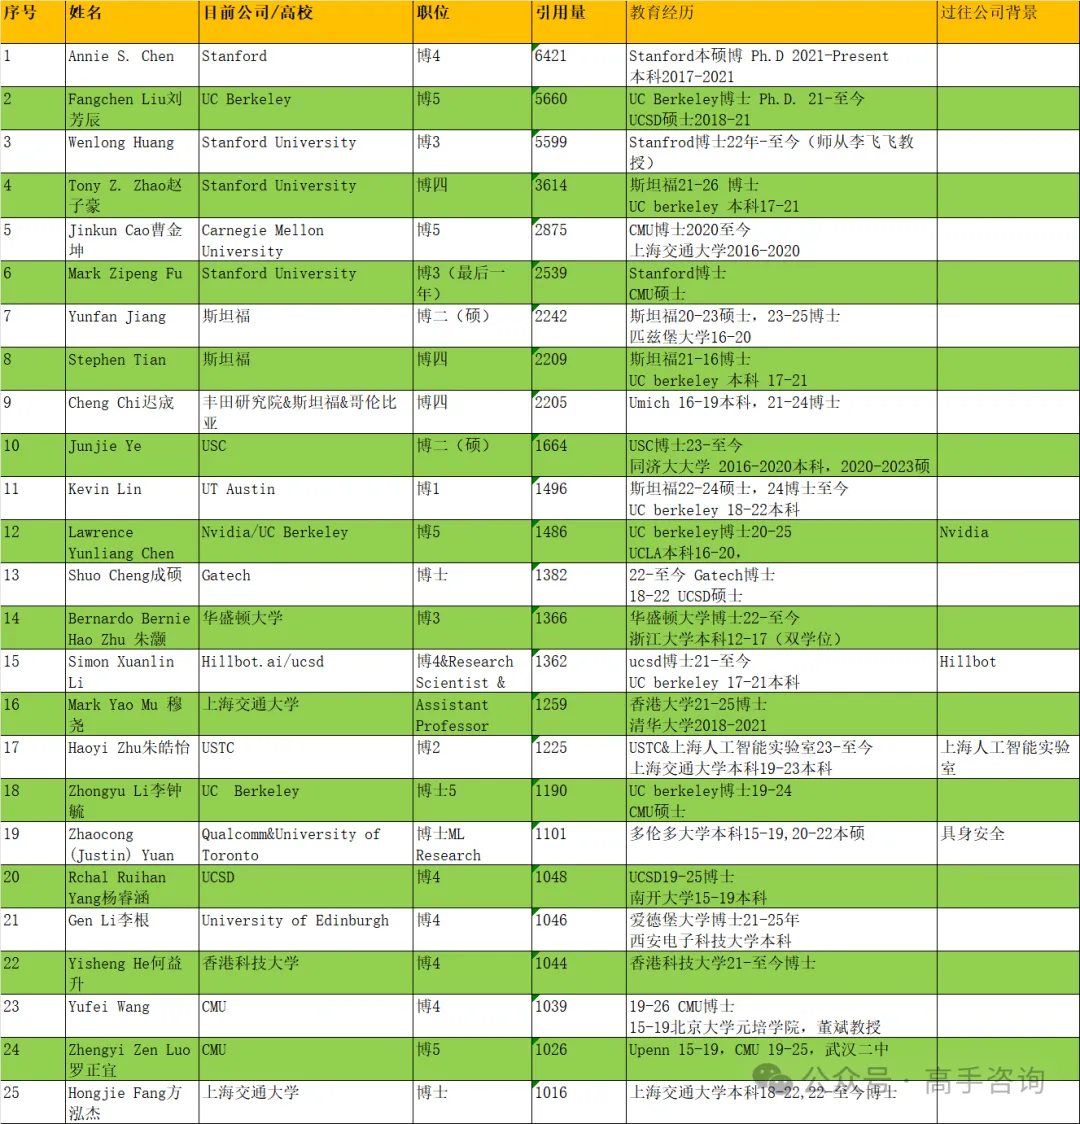 序号 姓名 目前公司/高校 职位 引用量 教育经历 过往公司背景
1 Annie S. Chen Stanford 博4 6421 Stanford本硕博 Ph.D 2021-Present
本科2017-2021
2 Fangchen Liu刘 UC Berkeley 博5 5660 UC Berkeley博士 Ph.D. 21-至今
芳辰 UCSD硕士2018-21
3 Wenlong Huang Stanford University 博3 5599 Stanfrod博士22年-至今（师从李飞飞教
授）
4 Tony Z. Zhao赵 Stanford University 博四 3614 斯坦福21-26 博士
子豪 UC berkeley 本科17-21
5 Jinkun Cao曹金 Carnegie Mellon 博5 2875 CMU博士2020至今
坤 University 上海交通大学2016-2020
6 Mark Zipeng Fu Stanford University 博3（最后一 2539 Stanford博士
年） CMU硕士
7 Yunfan Jiang 斯坦福 博二（硕） 2242 斯坦福20-23硕士，23-25博士
匹兹堡大学16-20
8 Stephen Tian 斯坦福 博四 2209 斯坦福21-16博士
UC berkeley 本科 17-21
9 Cheng Chi迟宬 丰田研究院&斯坦福&哥伦比 博四 2205 Umich 16-19本科，21-24博士
亚
10 Junjie Ye USC 博二（硕） 1664 USC博士23-至今
同济大大学 2016-2020本科，2020-2023硕
11 Kevin Lin UT Austin 博1 1496 斯坦福22-24硕士，24博士至今
UC berkeley 18-22本科
12 Lawrence Nvidia/UC Berkeley 博5 1486 UC berkeley博士20-25 Nvidia
Yunliang Chen UCLA本科16-20，
13 Shuo Cheng成硕 Gatech 博士 1382 22-至今 Gatech博士
18-22 UCSD硕士
14 Bernardo Bernie 华盛顿大学 博3 1366 华盛顿大学博士22-至今
Hao Zhu 朱灏 浙江大学本科12-17（双学位）
15 Simon Xuanlin Hillbot.ai/ucsd 博4&Research 1362 ucsd博士21-至今 Hillbot
Li Scientist & UC berkeley 17-21本科
16 Mark Yao Mu 穆 上海交通大学 Assistant 1259 香港大学21-25博士
尧 Professor 清华大学2018-2021
17 Haoyi Zhu朱皓怡 USTC 博2 1225 USTC&上海人工智能实验室23-至今 上海人工智能实验
上海交通大学本科19-23本科 室
18 Zhongyu Li李钟 UC Berkeley 博士5 1190 UC berkeley博士19-24
毓 CMU硕士
19 Zhaocong Qualcomm&University of 博士ML 1101 多伦多大学本科15-19,20-22本硕 具身安全
(Justin) Yuan Toronto Research
20 Rchal Ruihan UCSD 博4 1048 UCSD19-25博士
Yang杨睿涵 南开大学15-19本科
21 Gen Li李根 University of Edinburgh 博4 1046 爱德堡大学博士21-25年
西安电子科技大学本科
22 Yisheng He何益 香港科技大学 博4 1044 香港科技大学21-至今博士
升
23 Yufei Wang CMU 博4 1039 19-26 CMU博士
15-19北京大学元培学院，董斌教授
24 Zhengyi Zen Luo CMU 博5 1026 Upenn 15-19，CMU 19-25，武汉二中
罗正宜
25 Hongjie Fang方 上海交通大学 博士 1016 上海交通大学本科18-22,22-至今博士
泓杰
公众号·高手咨询